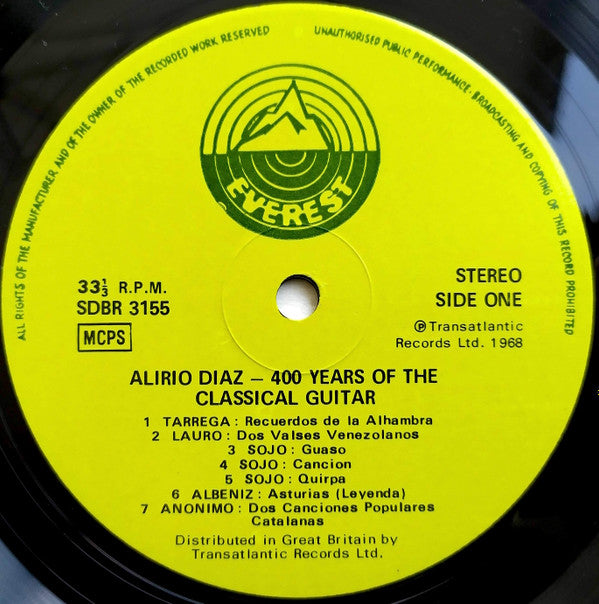 ALL RIGHTS OF THE MANUFACTURER AND OF THE OWNER OF THE RECORDED WORK RESERVED
UNAUTHORISED PUBLIC PERFORMANCE, BROADCASTING AND COPYING OF THIS RECORD PROHIBITED
EVEREST
33⅓ R.P.M.
SDBR 3155
MCPS
STEREO
SIDE ONE
℗ Transatlantic
Records Ltd. 1968
ALIRIO DIAZ – 400 YEARS OF THE
CLASSICAL GUITAR
1 TARREGA : Recuerdos de la Alhambra
2 LAURO : Dos Valses Venezolanos
3 SOJO : Guaso
4 SOJO : Cancion
5 SOJO : Quirpa
6 ALBENIZ : Asturias (Leyenda)
7 ANONIMO : Dos Canciones Populares
Catalanas
Distributed in Great Britain by
Transatlantic Records Ltd.